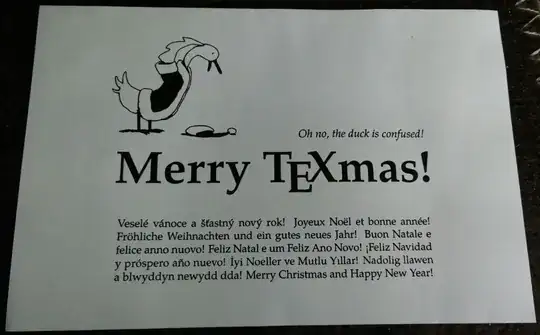 Oh no, the duck is confused!
Merry TEXmas!
Veselé vánoce a šťastný nový rok! Joyeux Noël et bonne année!
Fröhliche Weihnachten und ein gutes neues Jahr! Buon Natale e
felice anno nuovo! Feliz Natal e um Feliz Ano Novo! ¡Feliz Navidad
y próspero año nuevo! İyi Noeller ve Mutlu Yıllar! Nadolig llawen
a blwyddyn newydd dda! Merry Christmas and Happy New Year!